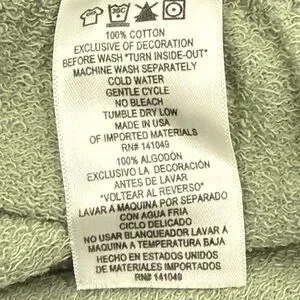 30C
100% COTTON
EXCLUSIVE OF DECORATION
BEFORE WASH "TURN INSIDE-OUT"
MACHINE WASH SEPARATELY
COLD WATER
GENTLE CYCLE
NO BLEACH
TUMBLE DRY LOW
MADE IN USA
OF IMPORTED MATERIALS
RN# 141049
100% ALGODÓN
EXCLUSIVO LA DECORACIÓN
ANTES DE LAVAR
"VOLTEAR AL REVERSO"
LAVAR A MAQUINA POR SEPARADO
CON AGUA FRIA
CICLO DELICADO
NO USAR BLANQUEADOR LAVAR A
MAQUINA A TEMPERATURA BAJA
HECHO EN ESTADOS UNIDOS
DE MATERIALES IMPORTADOS
RN# 141049